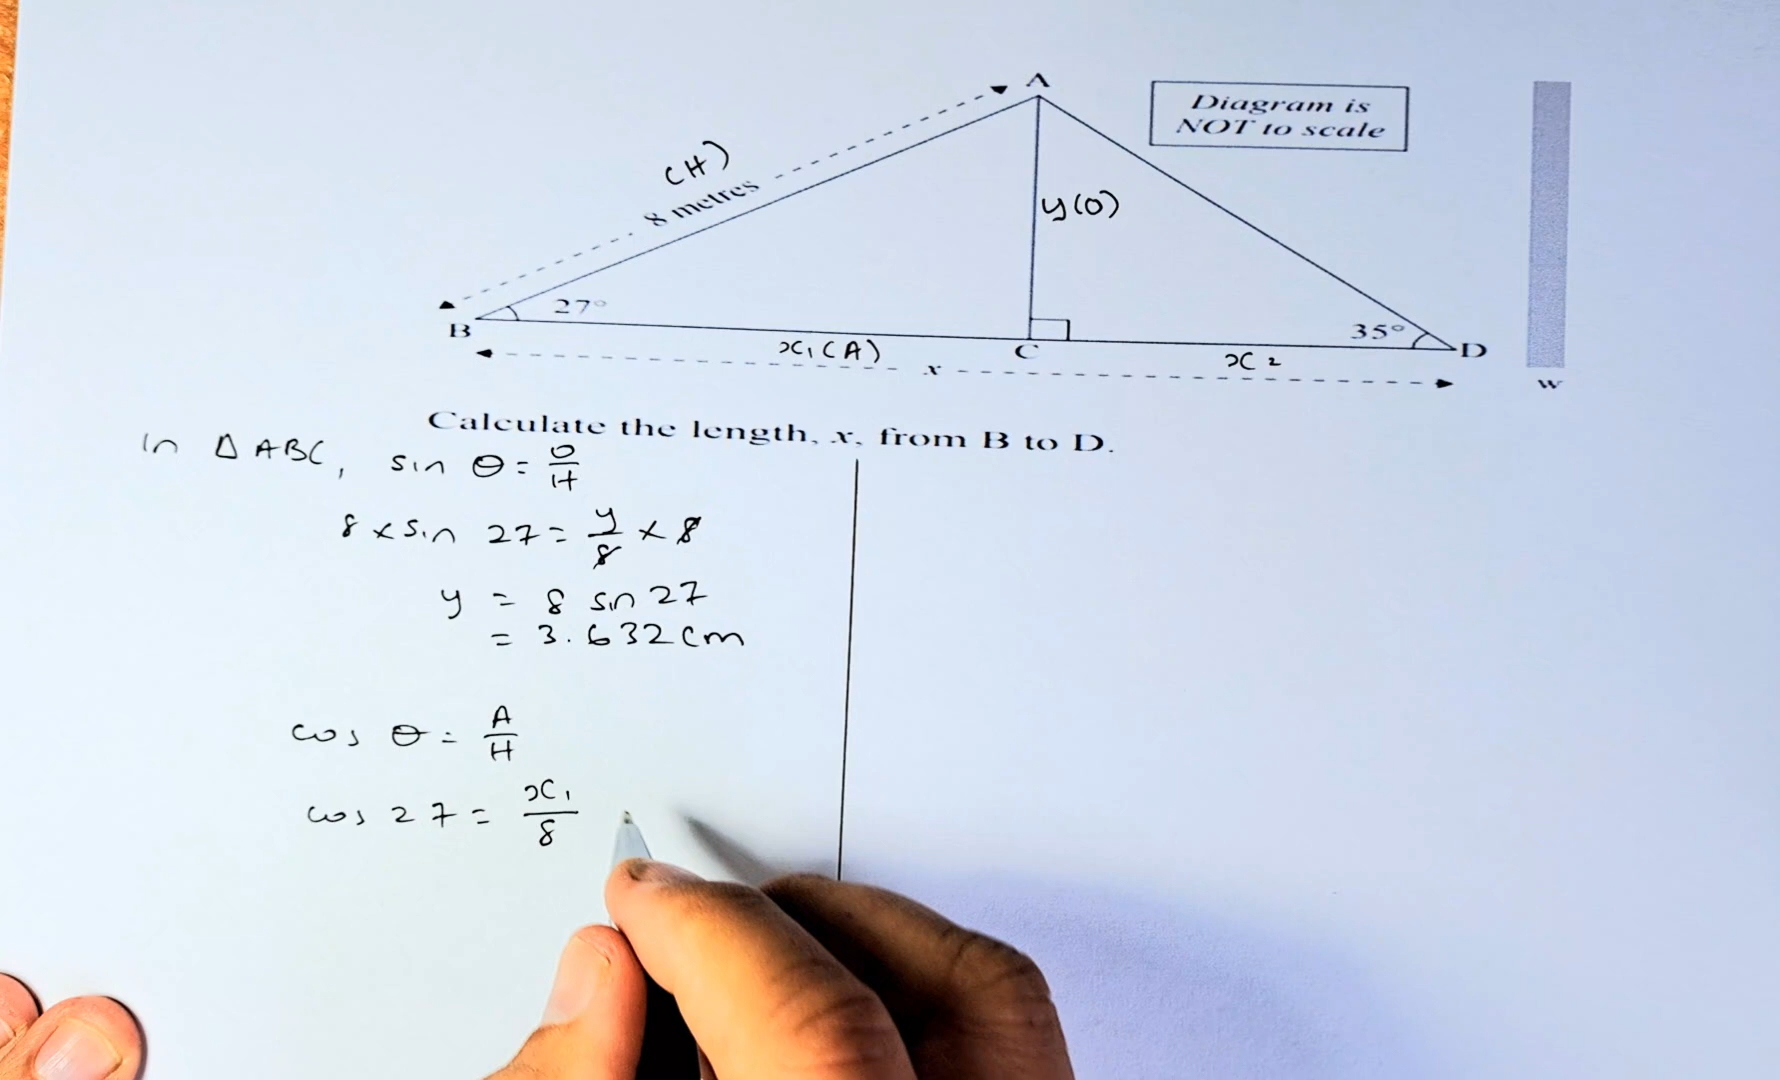 A
Diagram is
NOT to scale
(H)
8 metres
y(O)
27°
35°
B
x₁(A)
C
x₂
D
x
w
Calculate the length, x, from B to D.
In △ ABC, sin θ = O/H
8 × sin 27 = y/8 × 8
y = 8 sin 27
= 3.632 cm
cos θ = A/H
cos 27 = x₁/8